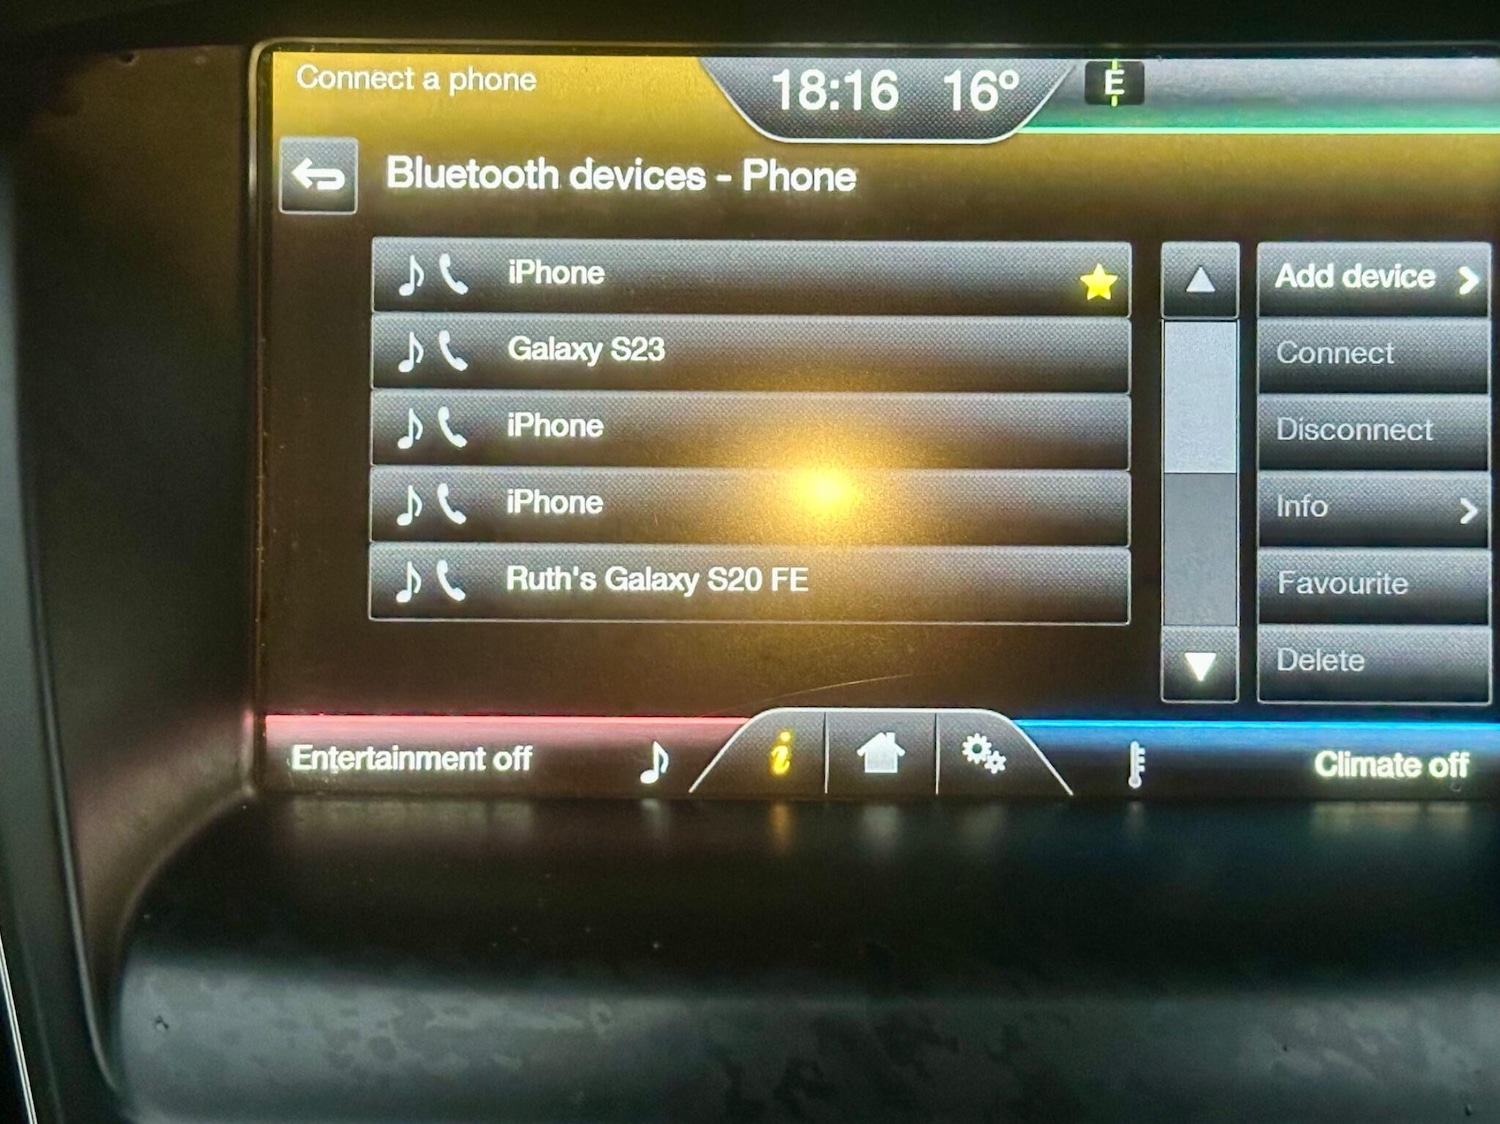 Connect a phone
18:16 16°
E
Bluetooth devices - Phone
iPhone
Galaxy S23
iPhone
iPhone
Ruth's Galaxy S20 FE
Add device
Connect
Disconnect
Info
Favourite
Delete
Entertainment off
i
Climate off